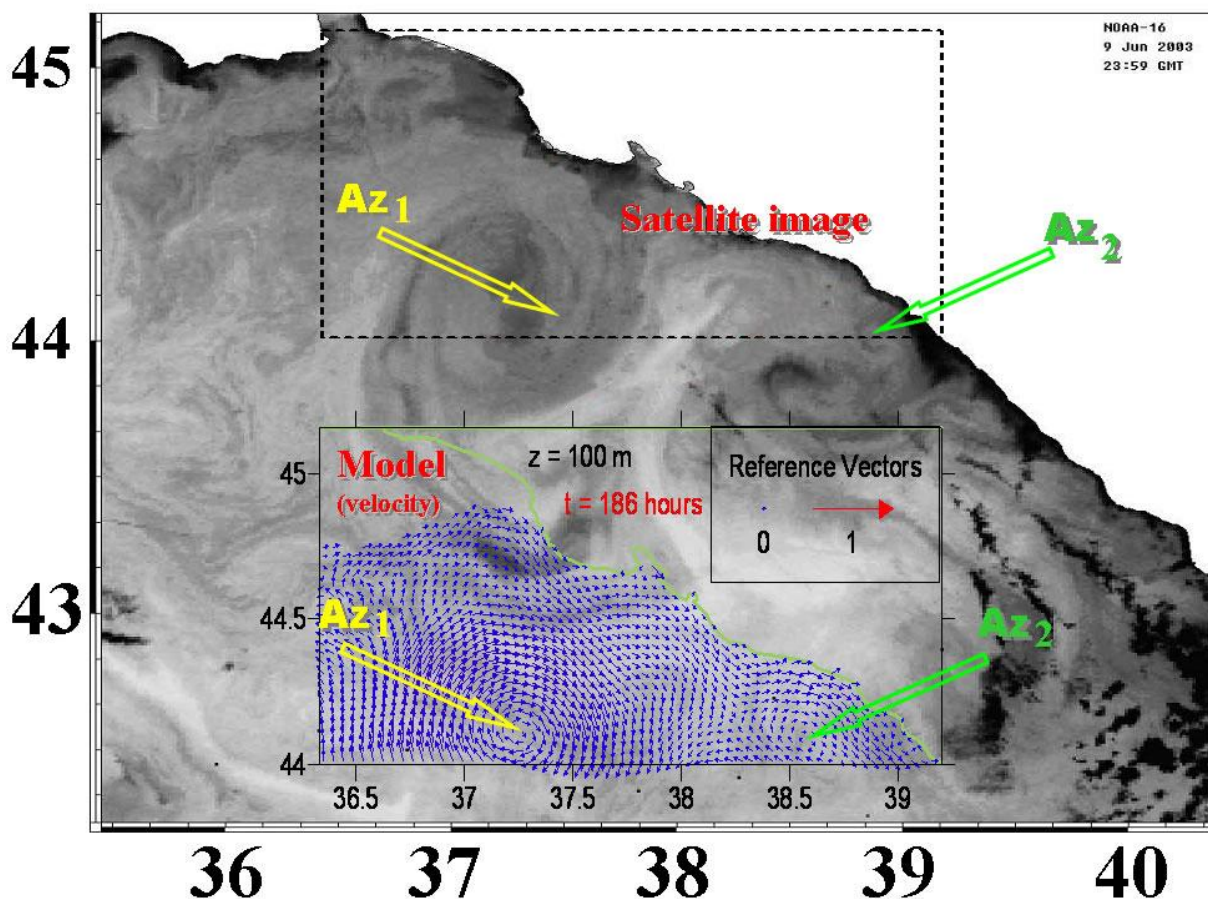 NOAA-16
9 Jun 2003
23:59 GMT
45
Az1
Satellite image
Az2
44
Model
(velocity)
z = 100 m
t = 186 hours
Reference Vectors
0 1
45
43
Az1
44.5
Az2
44
36.5 37 37.5 38 38.5 39
36 37 38 39 40